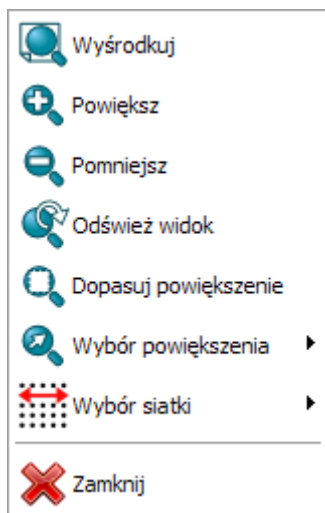 Wyśrodkuj
Powiększ
Pomniejsz
Odśwież widok
Dopasuj powiększenie
Wybór powiększenia
Wybór siatki
Zamknij